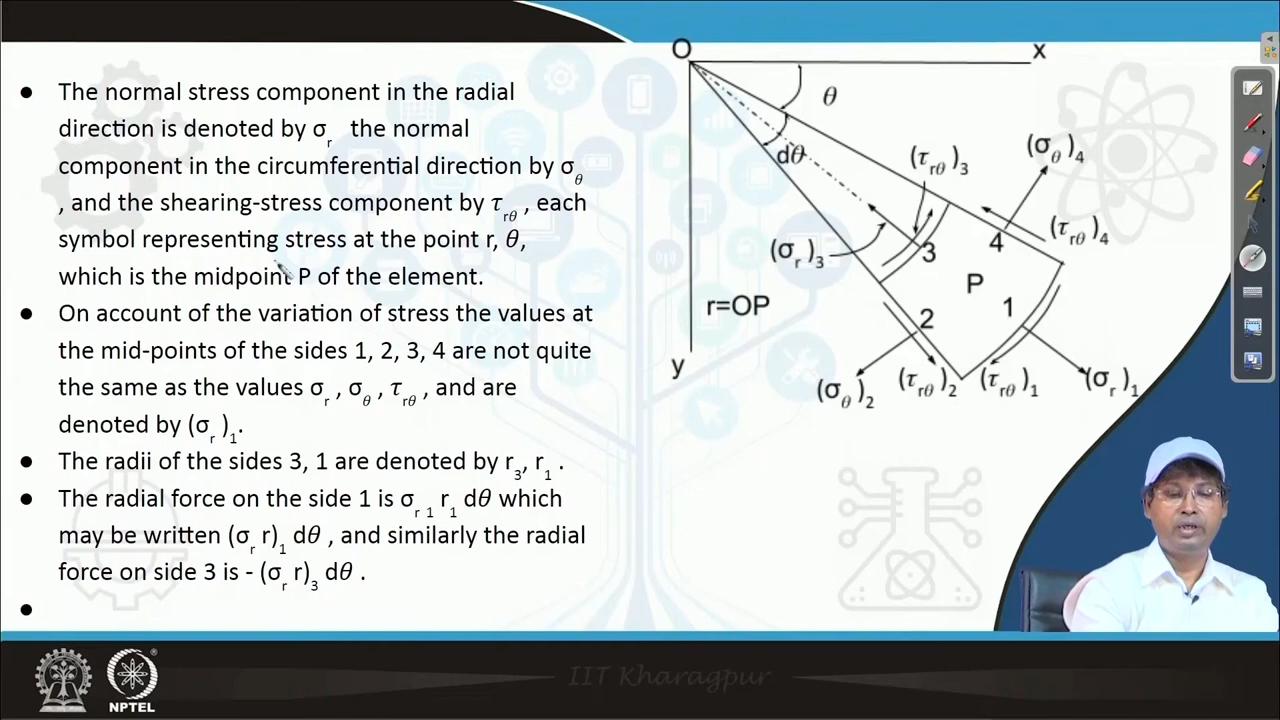 ● The normal stress component in the radial
direction is denoted by σr the normal
component in the circumferential direction by σθ
, and the shearing-stress component by τrθ , each
symbol representing stress at the point r, θ,
which is the midpoint P of the element.
● On account of the variation of stress the values at
the mid-points of the sides 1, 2, 3, 4 are not quite
the same as the values σr , σθ , τrθ , and are
denoted by (σr )1.
● The radii of the sides 3, 1 are denoted by r3, r1 .
● The radial force on the side 1 is σr 1 r1 dθ which
may be written (σr r)1 dθ , and similarly the radial
force on side 3 is - (σr r)3 dθ .
●
O
x
θ
dθ
(τrθ )3
(σθ )4
(τrθ )4
(σr )3
3
4
P
r=OP
2
1
y
(σθ )2
(τrθ )2
(τrθ )1
(σr )1
IIT Kharagpur
NPTEL